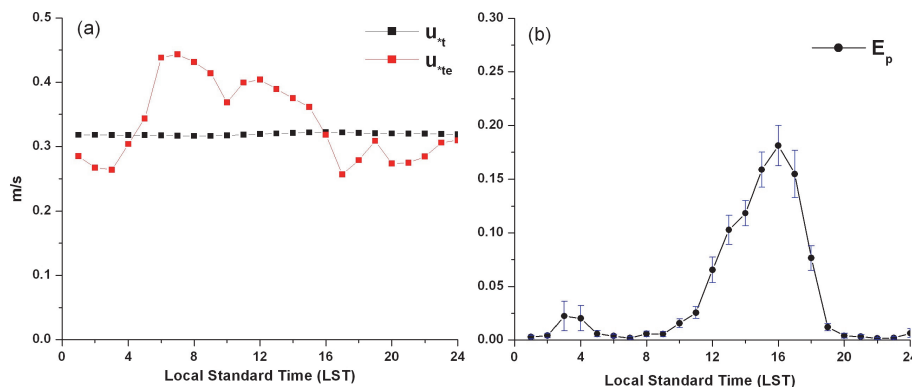 (a)
u*t
u*te
0.5
0.4
0.3
0.2
0.1
0.0
m/s
0 4 8 12 16 20 24
Local Standard Time (LST)
(b)
Ep
0.30
0.25
0.20
0.15
0.10
0.05
0.00
0 4 8 12 16 20 24
Local Standard Time (LST)